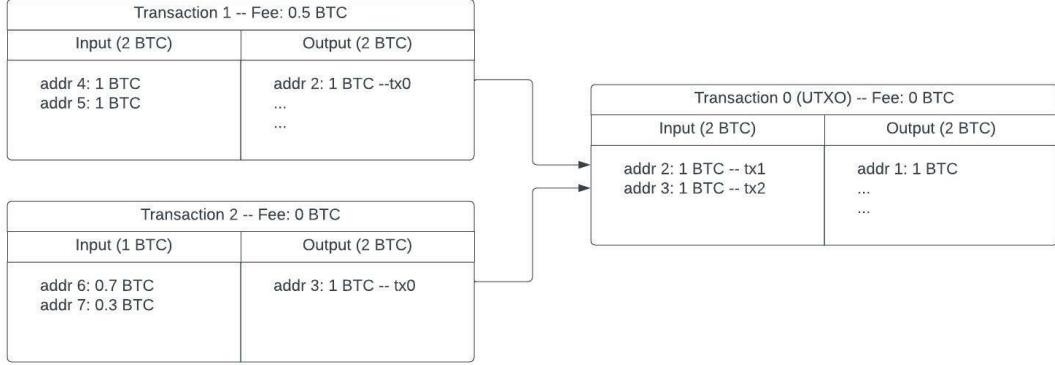 Transaction 1 -- Fee: 0.5 BTC
Input (2 BTC)
Output (2 BTC)
addr 4: 1 BTC
addr 5: 1 BTC
addr 2: 1 BTC --tx0
...
...
Transaction 2 -- Fee: 0 BTC
Input (1 BTC)
Output (2 BTC)
addr 6: 0.7 BTC
addr 7: 0.3 BTC
addr 3: 1 BTC -- tx0
Transaction 0 (UTXO) -- Fee: 0 BTC
Input (2 BTC)
Output (2 BTC)
addr 2: 1 BTC -- tx1
addr 3: 1 BTC -- tx2
addr 1: 1 BTC
...
...